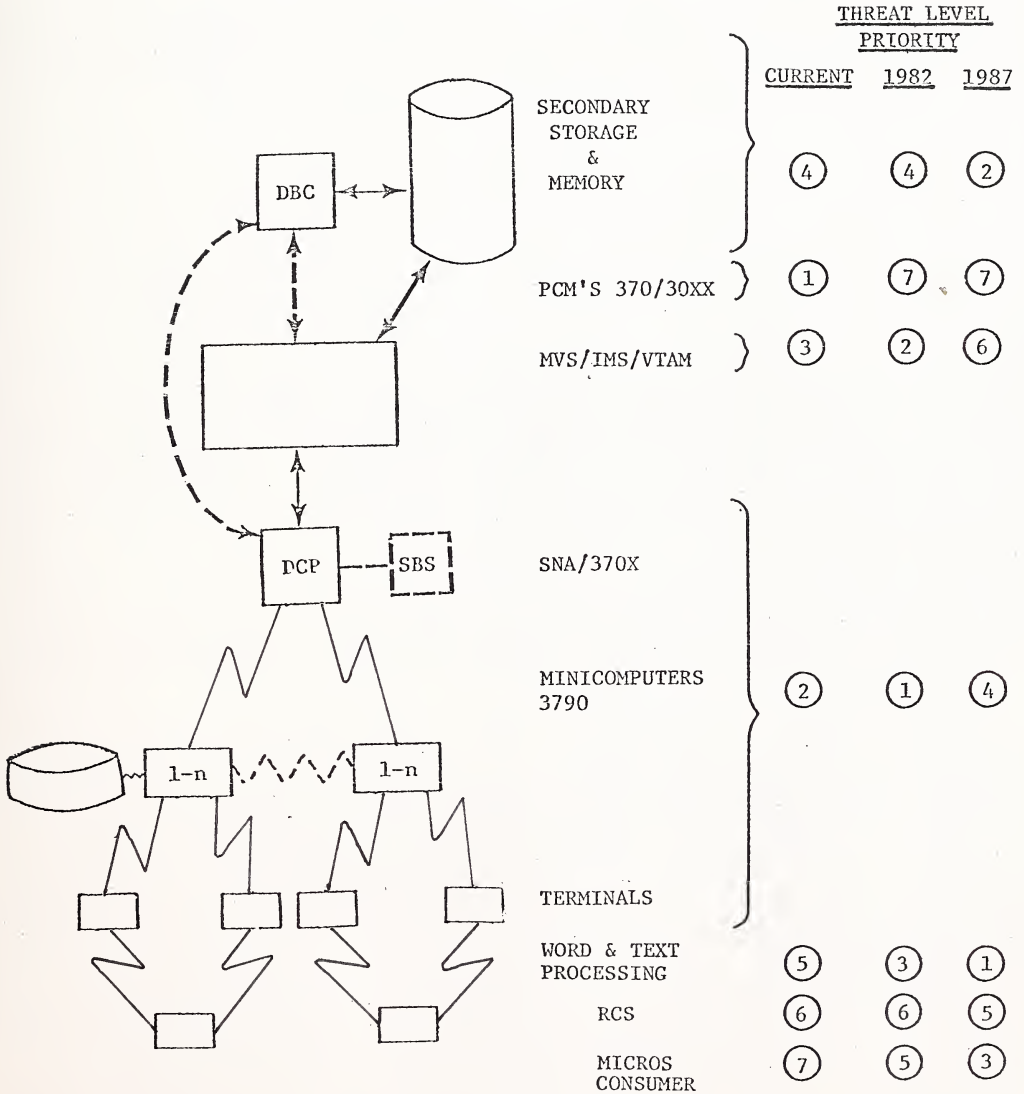 THREAT LEVEL
PRIORITY
CURRENT 1982 1987
SECONDARY
STORAGE
&
MEMORY
4 4 2
DBC
PCM'S 370/30XX 1 7 7
MVS/IMS/VTAM 3 2 6
DCP
SBS
SNA/370X
MINICOMPUTERS
3790
2 1 4
1-n
1-n
TERMINALS
WORD & TEXT
PROCESSING
5 3 1
RCS 6 6 5
MICROS
CONSUMER
7 5 3